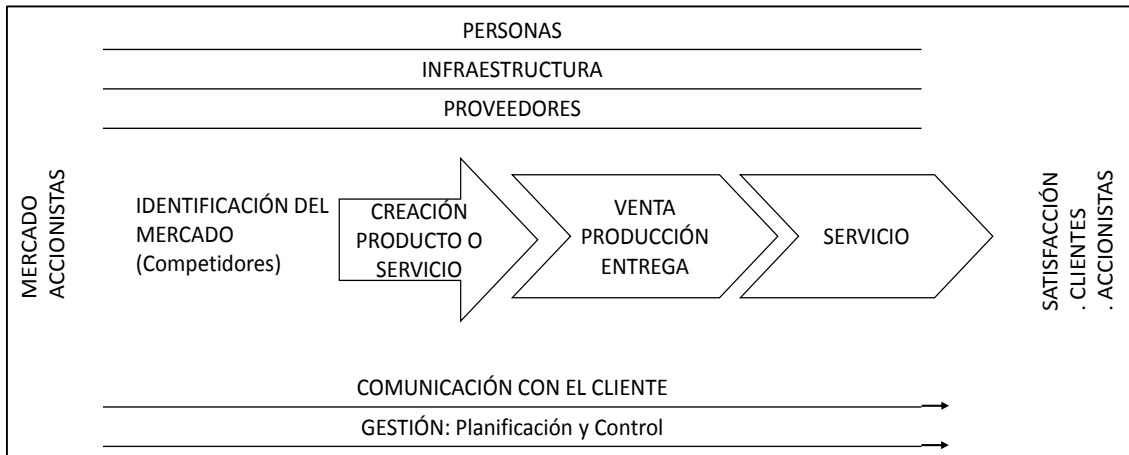 PERSONAS
INFRAESTRUCTURA
PROVEEDORES
MERCADO
ACCIONISTAS
IDENTIFICACIÓN DEL
MERCADO
(Competidores)
CREACIÓN
PRODUCTO O
SERVICIO
VENTA
PRODUCCIÓN
ENTREGA
SERVICIO
SATISFACCIÓN
. CLIENTES
. ACCIONISTAS
COMUNICACIÓN CON EL CLIENTE
GESTIÓN: Planificación y Control